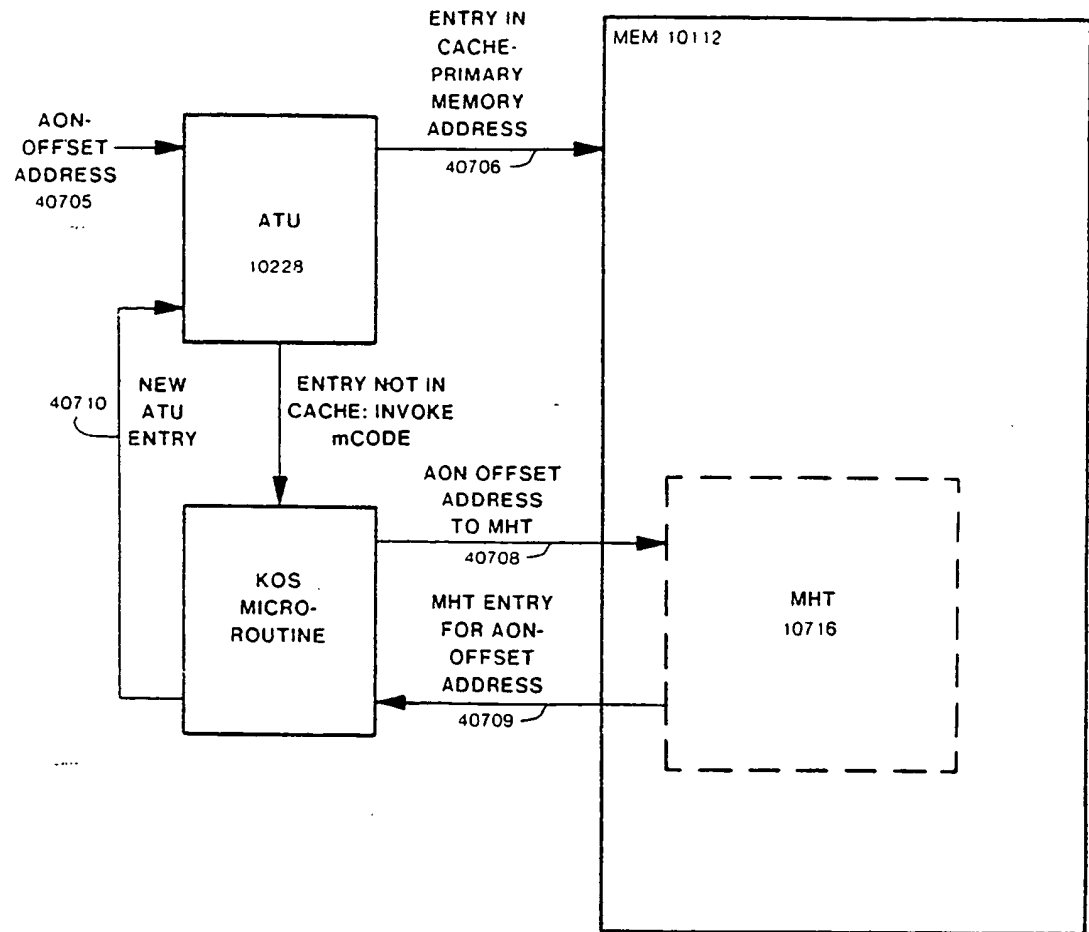 ENTRY IN
CACHE-
PRIMARY
MEMORY
ADDRESS
40706
MEM 10112
AON-
OFFSET
ADDRESS
40705
ATU
10228
40710
NEW
ATU
ENTRY
ENTRY NOT IN
CACHE: INVOKE
mCODE
AON OFFSET
ADDRESS
TO MHT
40708
KOS
MICRO-
ROUTINE
MHT ENTRY
FOR AON-
OFFSET
ADDRESS
40709
MHT
10716